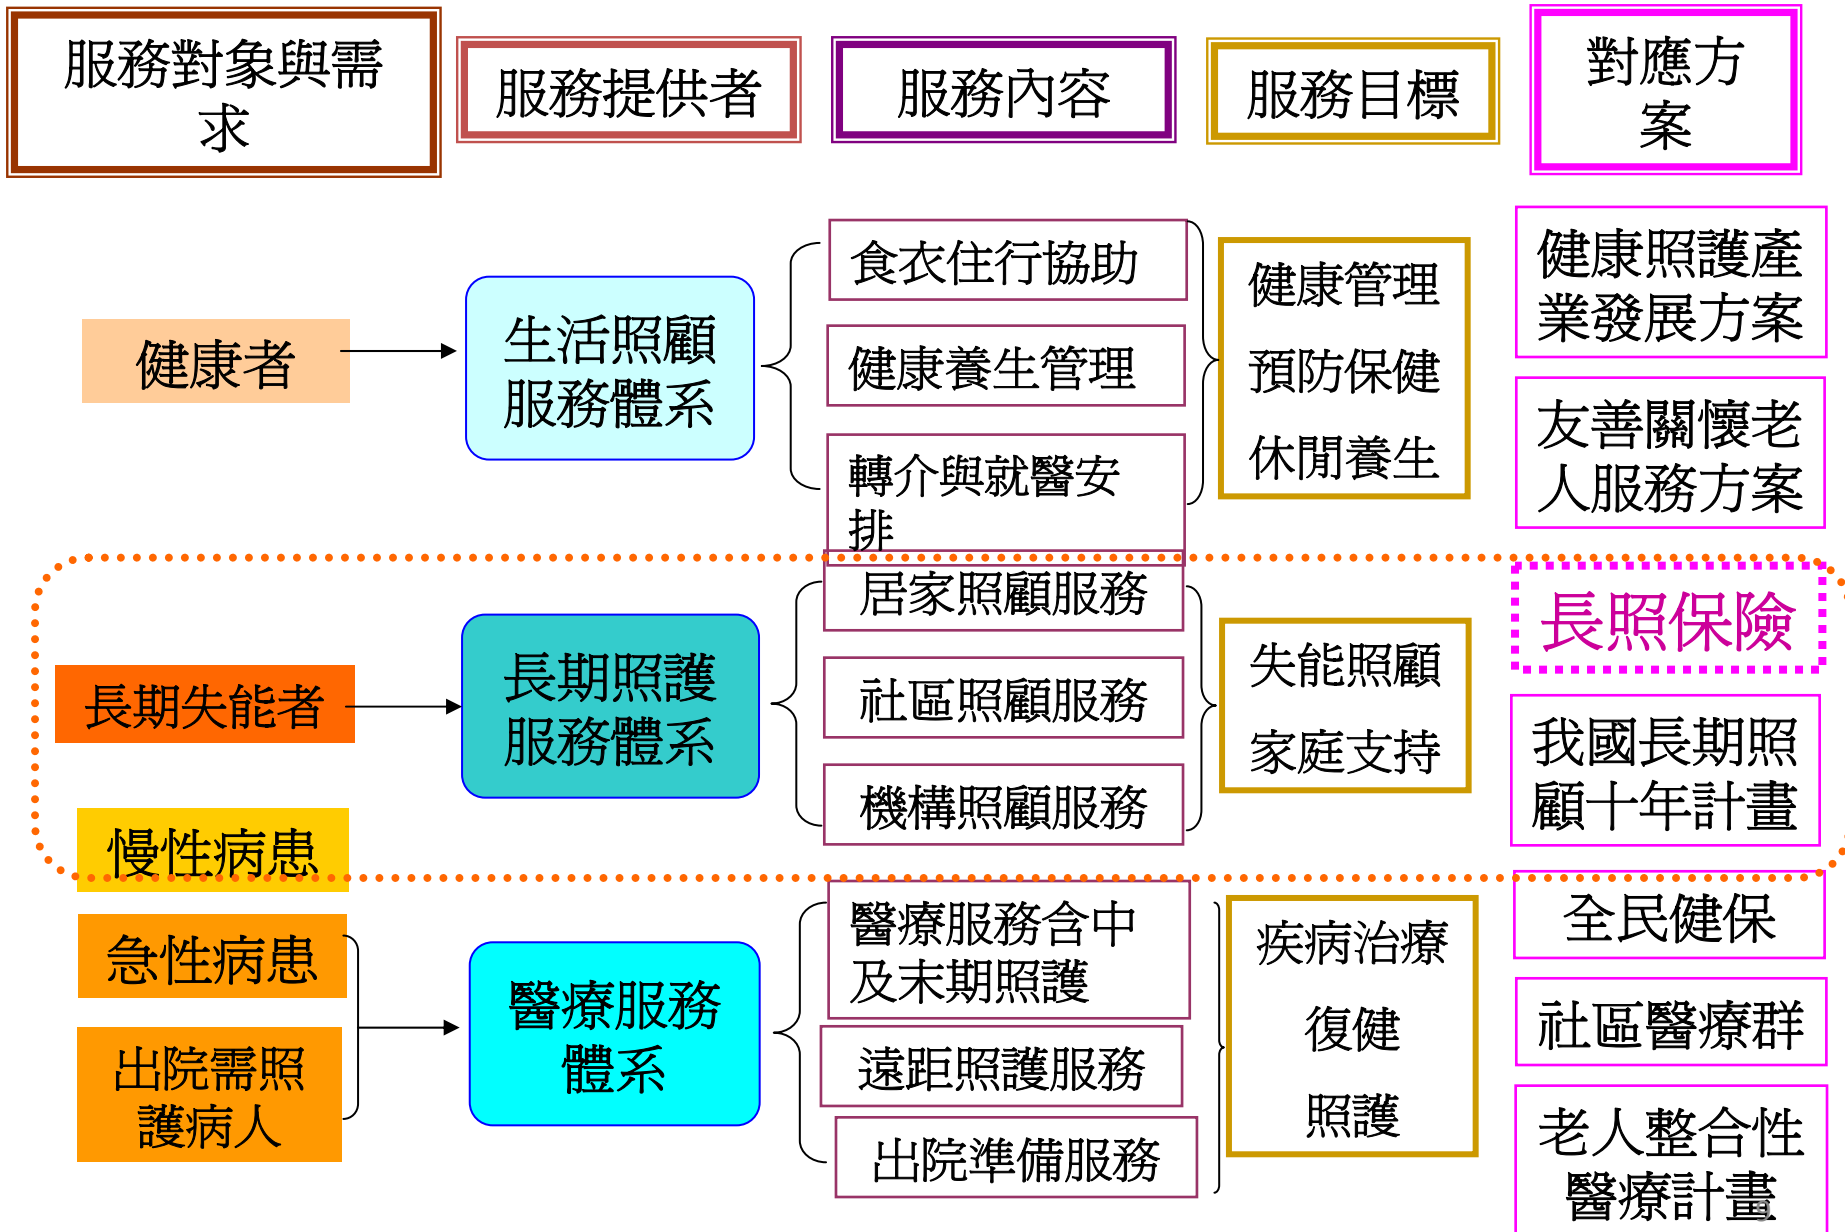 服務對象與需
求
服務提供者
服務內容
服務目標
對應方
案
健康者
生活照顧
服務體系
食衣住行協助
健康養生管理
轉介與就醫安
排
健康管理
預防保健
休閒養生
健康照護產
業發展方案
友善關懷老
人服務方案
長期失能者
慢性病患
長期照護
服務體系
居家照顧服務
社區照顧服務
機構照顧服務
失能照顧
家庭支持
長照保險
我國長期照
顧十年計畫
急性病患
出院需照
護病人
醫療服務
體系
醫療服務含中
及末期照護
遠距照護服務
出院準備服務
疾病治療
復健
照護
全民健保
社區醫療群
老人整合性
醫療計畫
9